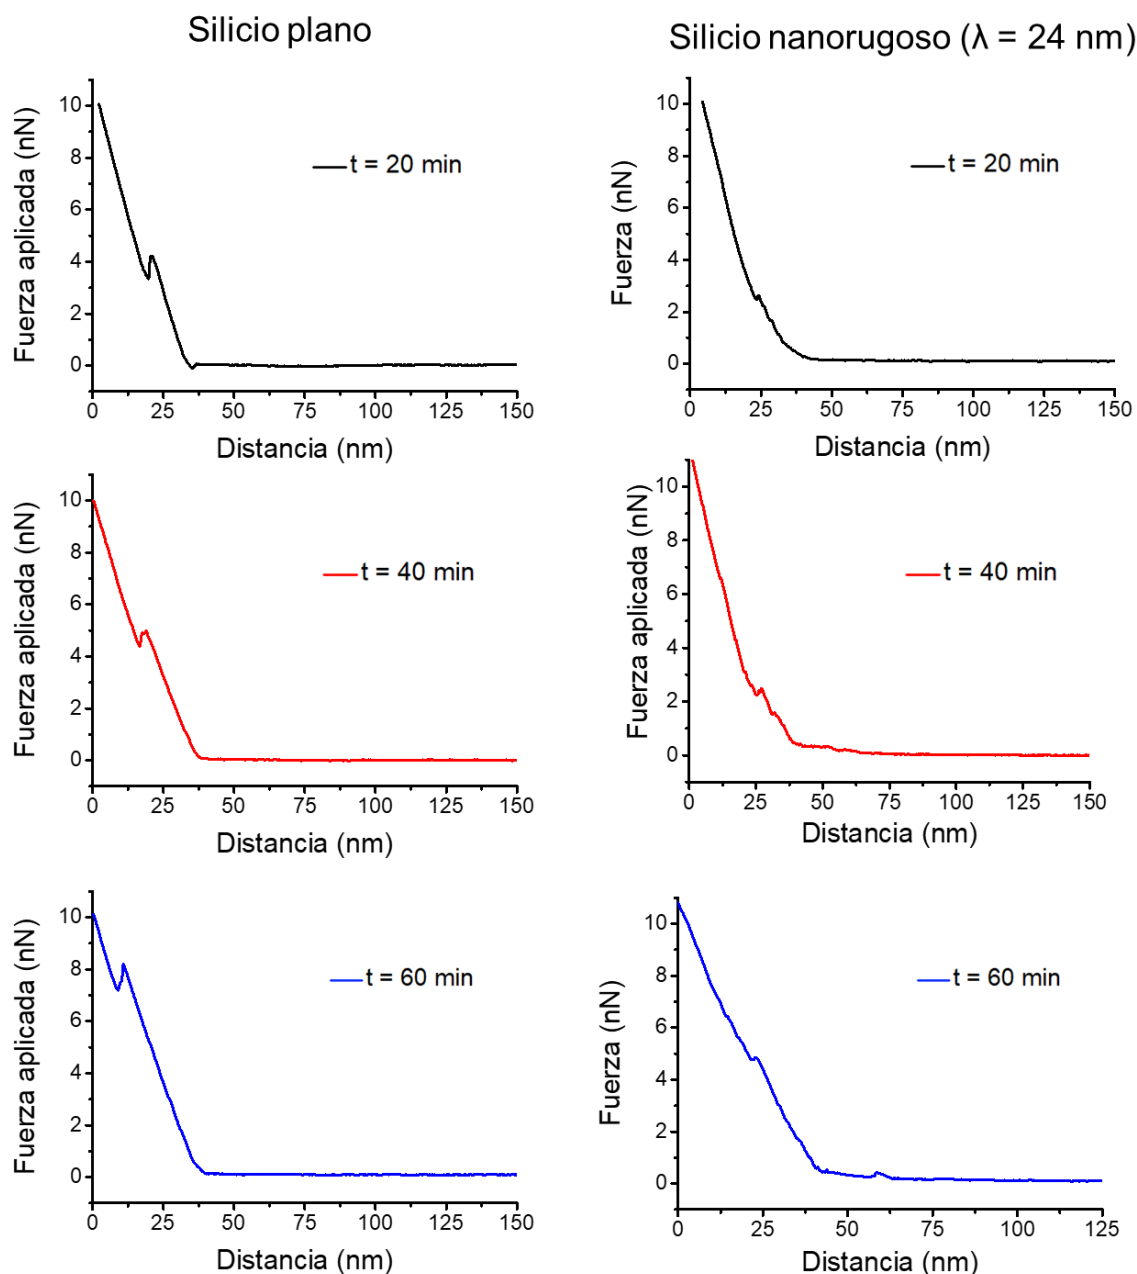 Silicio plano
Silicio nanorugoso (λ = 24 nm)
Fuerza aplicada (nN)
10
8
6
4
2
0
t = 20 min
0 25 50 75 100 125 150
Distancia (nm)
Fuerza (nN)
10
8
6
4
2
0
t = 20 min
0 25 50 75 100 125 150
Distancia (nm)
Fuerza aplicada (nN)
10
8
6
4
2
0
t = 40 min
0 25 50 75 100 125 150
Distancia (nm)
Fuerza aplicada (nN)
10
8
6
4
2
0
t = 40 min
0 25 50 75 100 125 150
Distancia (nm)
Fuerza aplicada (nN)
10
8
6
4
2
0
t = 60 min
0 25 50 75 100 125 150
Distancia (nm)
Fuerza (nN)
10
8
6
4
2
0
t = 60 min
0 25 50 75 100 125
Distancia (nm)